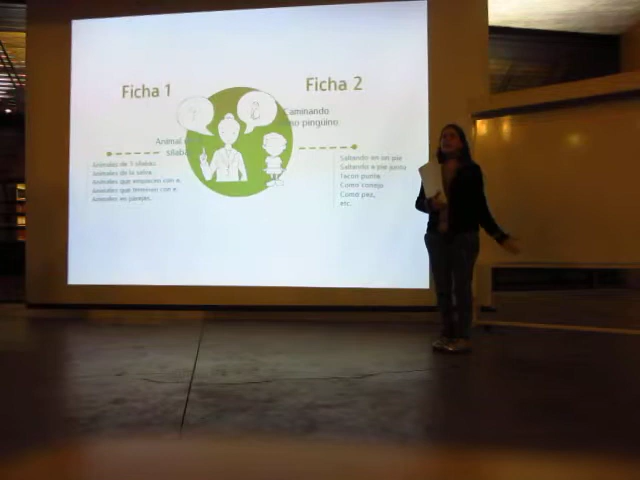 Ficha 1
Ficha 2
Caminando
pingüino
Animal
Animales de 3 sílabas.
Animales de la selva.
Animales que empiecen con a.
Animales que terminen con e.
Animales en parejas.
Saltando en un pie
Saltando a pie junto
Tacón punta
Como conejo
Como pez,
etc.